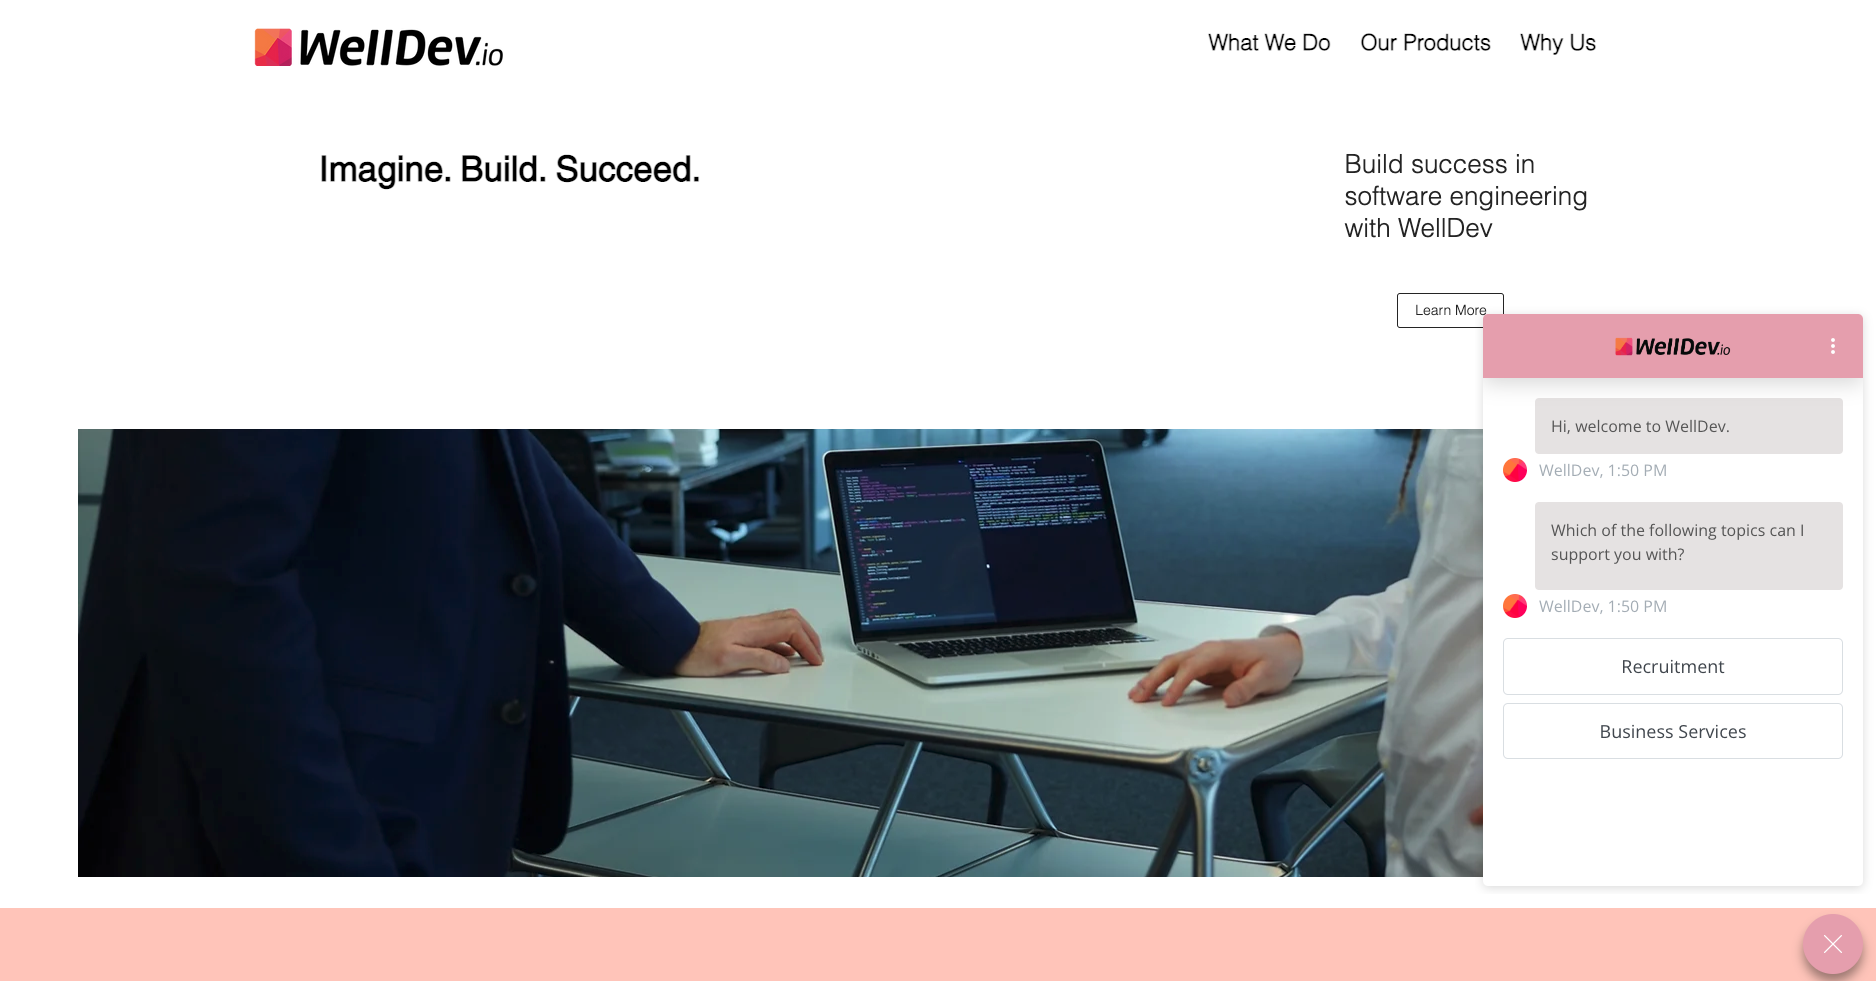 WellDev.io
What We Do
Our Products
Why Us
Imagine. Build. Succeed.
Build success in
software engineering
with WellDev
Learn More
WellDev.io
Hi, welcome to WellDev.
WellDev, 1:50 PM
Which of the following topics can I
support you with?
WellDev, 1:50 PM
Recruitment
Business Services